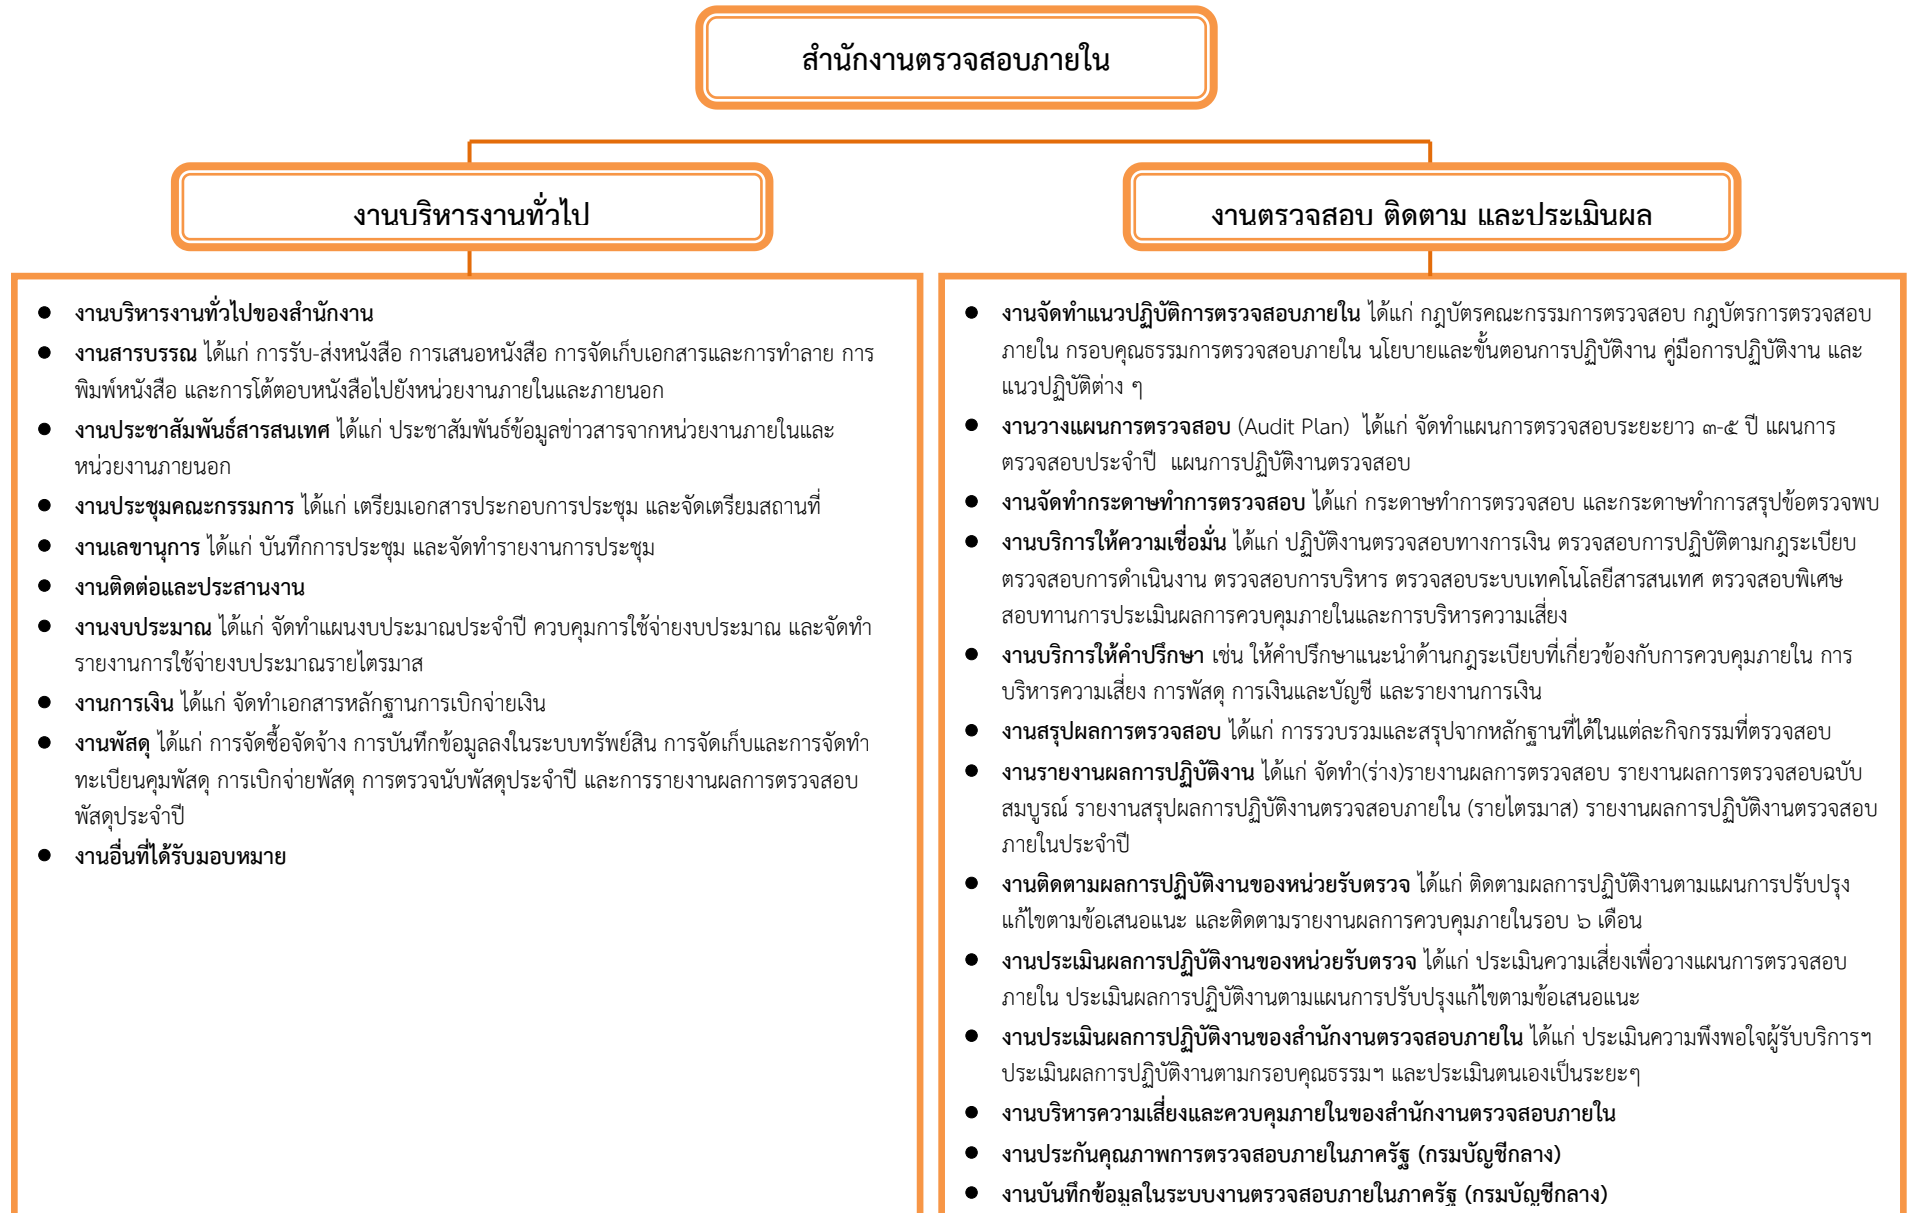 สำนักงานตรวจสอบภายใน
งานบริหารงานทั่วไป
● งานบริหารงานทั่วไปของสำนักงาน
● งานสารบรรณ ได้แก่ การรับ-ส่งหนังสือ การเสนอหนังสือ การจัดเก็บเอกสารและการทำลาย การ
พิมพ์หนังสือ และการโต้ตอบหนังสือไปยังหน่วยงานภายในและภายนอก
● งานประชาสัมพันธ์สารสนเทศ ได้แก่ ประชาสัมพันธ์ข้อมูลข่าวสารจากหน่วยงานภายในและ
หน่วยงานภายนอก
● งานประชุมคณะกรรมการ ได้แก่ เตรียมเอกสารประกอบการประชุม และจัดเตรียมสถานที่
● งานเลขานุการ ได้แก่ บันทึกการประชุม และจัดทำรายงานการประชุม
● งานติดต่อและประสานงาน
● งานงบประมาณ ได้แก่ จัดทำแผนงบประมาณประจำปี ควบคุมการใช้จ่ายงบประมาณ และจัดทำ
รายงานการใช้จ่ายงบประมาณรายไตรมาส
● งานการเงิน ได้แก่ จัดทำเอกสารหลักฐานการเบิกจ่ายเงิน
● งานพัสดุ ได้แก่ การจัดซื้อจัดจ้าง การบันทึกข้อมูลลงในระบบทรัพย์สิน การจัดเก็บและการจัดทำ
ทะเบียนคุมพัสดุ การเบิกจ่ายพัสดุ การตรวจนับพัสดุประจำปี และการรายงานผลการตรวจสอบ
พัสดุประจำปี
● งานอื่นที่ได้รับมอบหมาย
งานตรวจสอบ ติดตาม และประเมินผล
● งานจัดทำแนวปฏิบัติการตรวจสอบภายใน ได้แก่ กฎบัตรคณะกรรมการตรวจสอบ กฎบัตรการตรวจสอบ
ภายใน กรอบคุณธรรมการตรวจสอบภายใน นโยบายและขั้นตอนการปฏิบัติงาน คู่มือการปฏิบัติงาน และ
แนวปฏิบัติต่าง ๆ
● งานวางแผนการตรวจสอบ (Audit Plan) ได้แก่ จัดทำแผนการตรวจสอบระยะยาว ๓-๕ ปี แผนการ
ตรวจสอบประจำปี แผนการปฏิบัติงานตรวจสอบ
● งานจัดทำกระดาษทำการตรวจสอบ ได้แก่ กระดาษทำการตรวจสอบ และกระดาษทำการสรุปข้อตรวจพบ
● งานบริการให้ความเชื่อมั่น ได้แก่ ปฏิบัติงานตรวจสอบทางการเงิน ตรวจสอบการปฏิบัติตามกฎระเบียบ
ตรวจสอบการดำเนินงาน ตรวจสอบการบริหาร ตรวจสอบระบบเทคโนโลยีสารสนเทศ ตรวจสอบพิเศษ
สอบทานการประเมินผลการควบคุมภายในและการบริหารความเสี่ยง
● งานบริการให้คำปรึกษา เช่น ให้คำปรึกษาแนะนำด้านกฎระเบียบที่เกี่ยวข้องกับการควบคุมภายใน การ
บริหารความเสี่ยง การพัสดุ การเงินและบัญชี และรายงานการเงิน
● งานสรุปผลการตรวจสอบ ได้แก่ การรวบรวมและสรุปจากหลักฐานที่ได้ในแต่ละกิจกรรมที่ตรวจสอบ
● งานรายงานผลการปฏิบัติงาน ได้แก่ จัดทำ(ร่าง)รายงานผลการตรวจสอบ รายงานผลการตรวจสอบฉบับ
สมบูรณ์ รายงานสรุปผลการปฏิบัติงานตรวจสอบภายใน (รายไตรมาส) รายงานผลการปฏิบัติงานตรวจสอบ
ภายในประจำปี
● งานติดตามผลการปฏิบัติงานของหน่วยรับตรวจ ได้แก่ ติดตามผลการปฏิบัติงานตามแผนการปรับปรุง
แก้ไขตามข้อเสนอแนะ และติดตามรายงานผลการควบคุมภายในรอบ ๖ เดือน
● งานประเมินผลการปฏิบัติงานของหน่วยรับตรวจ ได้แก่ ประเมินความเสี่ยงเพื่อวางแผนการตรวจสอบ
ภายใน ประเมินผลการปฏิบัติงานตามแผนการปรับปรุงแก้ไขตามข้อเสนอแนะ
● งานประเมินผลการปฏิบัติงานของสำนักงานตรวจสอบภายใน ได้แก่ ประเมินความพึงพอใจผู้รับบริการฯ
ประเมินผลการปฏิบัติงานตามกรอบคุณธรรมฯ และประเมินตนเองเป็นระยะๆ
● งานบริหารความเสี่ยงและควบคุมภายในของสำนักงานตรวจสอบภายใน
● งานประกันคุณภาพการตรวจสอบภายในภาครัฐ (กรมบัญชีกลาง)
● งานบันทึกข้อมูลในระบบงานตรวจสอบภายในภาครัฐ (กรมบัญชีกลาง)